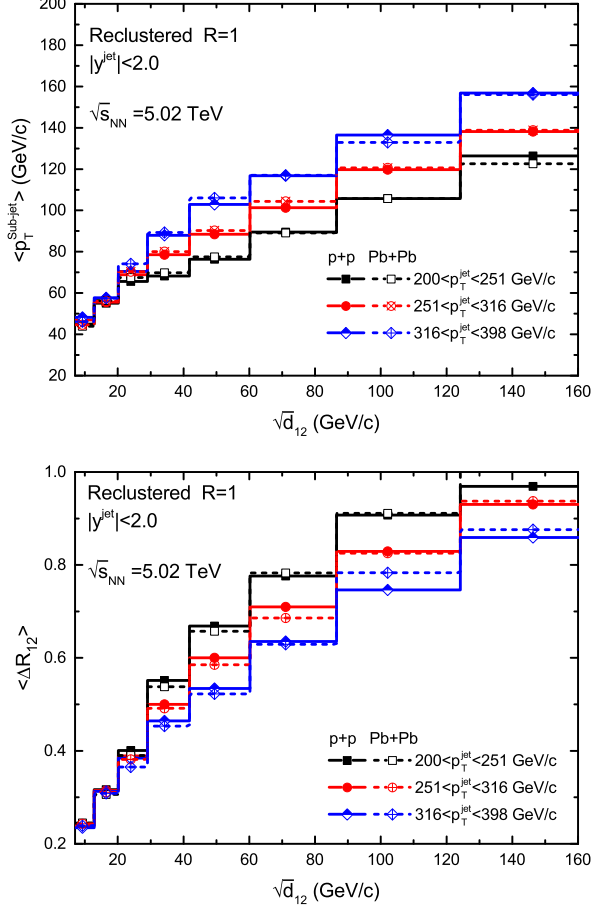 200
180
160
140
120
100
80
60
40
20
<p_T^Sub-jet> (GeV/c)
Reclustered R=1
|y^jet|<2.0
√s_NN =5.02 TeV
p+p Pb+Pb
200<p_T^jet<251 GeV/c
251<p_T^jet<316 GeV/c
316<p_T^jet<398 GeV/c
20 40 60 80 100 120 140 160
√d_12 (GeV/c)
1.0
0.8
0.6
0.4
0.2
<ΔR_12>
Reclustered R=1
|y^jet|<2.0
√s_NN =5.02 TeV
p+p Pb+Pb
200<p_T^jet<251 GeV/c
251<p_T^jet<316 GeV/c
316<p_T^jet<398 GeV/c
20 40 60 80 100 120 140 160
√d_12 (GeV/c)